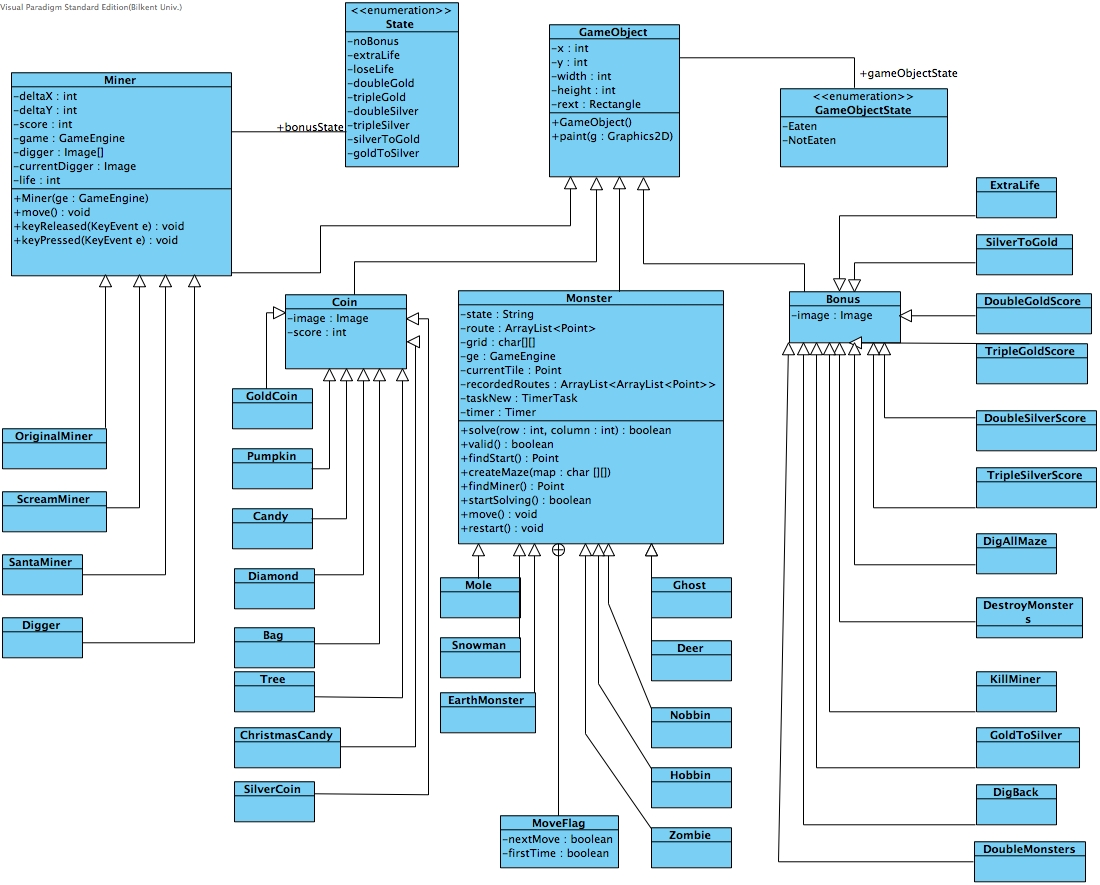 Visual Paradigm Standard Edition(Bilkent Univ.)
<<enumeration>>
State
-noBonus
-extraLife
-loseLife
-doubleGold
-tripleGold
-doubleSilver
-tripleSilver
-silverToGold
-goldToSilver
GameObject
-x : int
-y : int
-width : int
-height : int
-rext : Rectangle
+GameObject()
+paint(g : Graphics2D)
+gameObjectState
<<enumeration>>
GameObjectState
-Eaten
-NotEaten
Miner
-deltaX : int
-deltaY : int
-score : int
-game : GameEngine
-digger : Image[]
-currentDigger : Image
-life : int
+Miner(ge : GameEngine)
+move() : void
+keyReleased(KeyEvent e) : void
+keyPressed(KeyEvent e) : void
+bonusState
Coin
-image : Image
-score : int
Monster
-state : String
-route : ArrayList<Point>
-grid : char[][]
-ge : GameEngine
-currentTile : Point
-recordedRoutes : ArrayList<ArrayList<Point>>
-taskNew : TimerTask
-timer : Timer
+solve(row : int, column : int) : boolean
+valid() : boolean
+findStart() : Point
+createMaze(map : char [][])
+findMiner() : Point
+startSolving() : boolean
+move() : void
+restart() : void
Bonus
-image : Image
OriginalMiner
ScreamMiner
SantaMiner
Digger
GoldCoin
Pumpkin
Candy
Diamond
Bag
Tree
ChristmasCandy
SilverCoin
Mole
Snowman
EarthMonster
MoveFlag
-nextMove : boolean
-firstTime : boolean
Ghost
Deer
Nobbin
Hobbin
Zombie
ExtraLife
SilverToGold
DoubleGoldScore
TripleGoldScore
DoubleSilverScore
TripleSilverScore
DigAllMaze
DestroyMonster
s
KillMiner
GoldToSilver
DigBack
DoubleMonsters